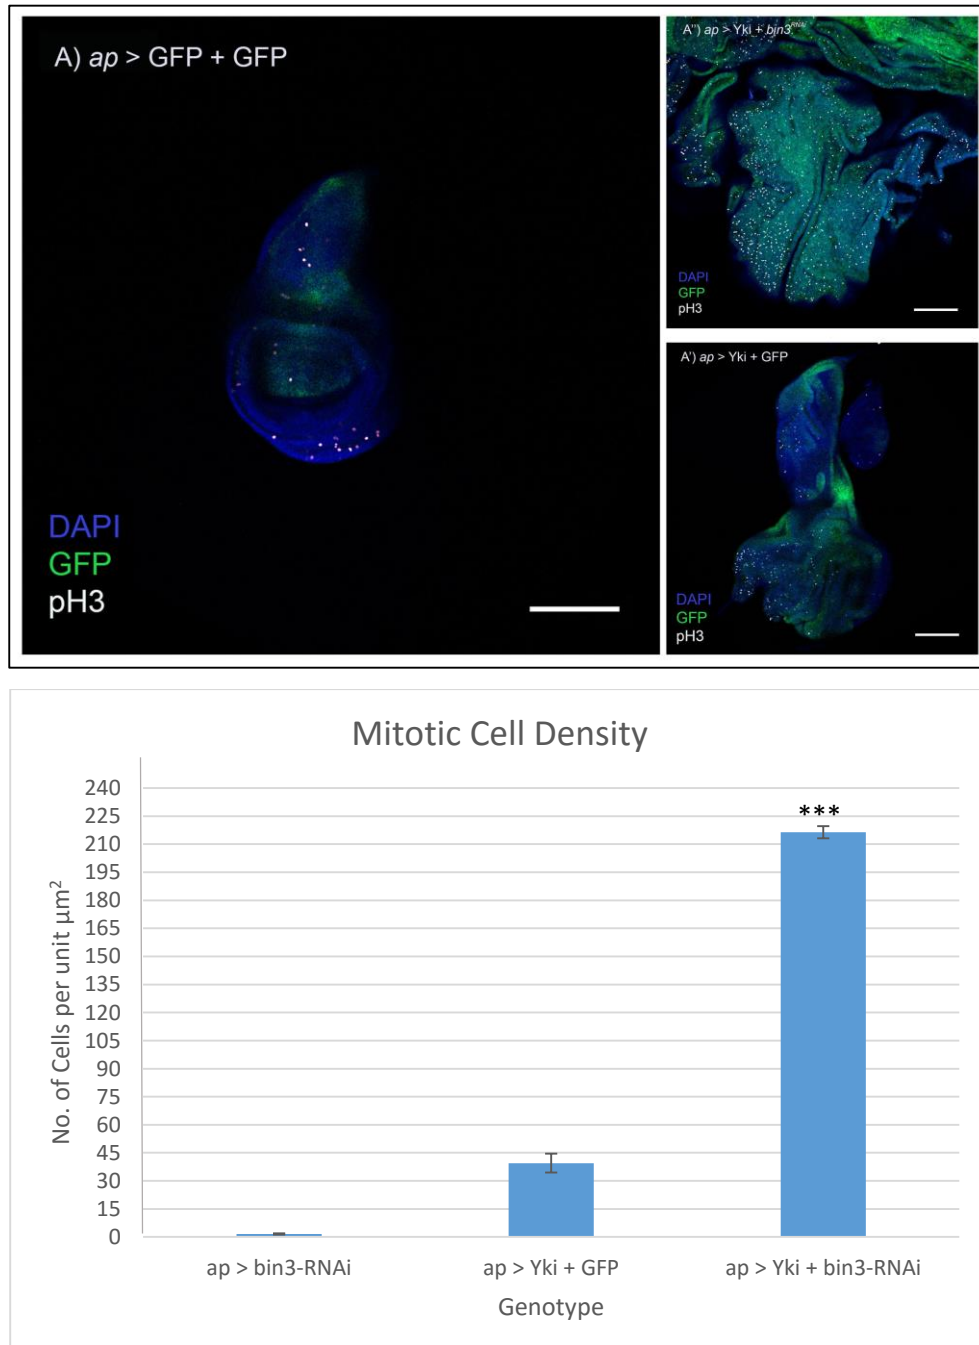 A) ap > GFP + GFP
DAPI
GFP
pH3
A'') ap > Yki + bin3RNAi
DAPI
GFP
pH3
A') ap > Yki + GFP
DAPI
GFP
pH3
Mitotic Cell Density
No. of Cells per unit µm²
240
225
210
195
180
165
150
135
120
105
90
75
60
45
30
15
0
***
ap > bin3-RNAi
ap > Yki + GFP
ap > Yki + bin3-RNAi
Genotype